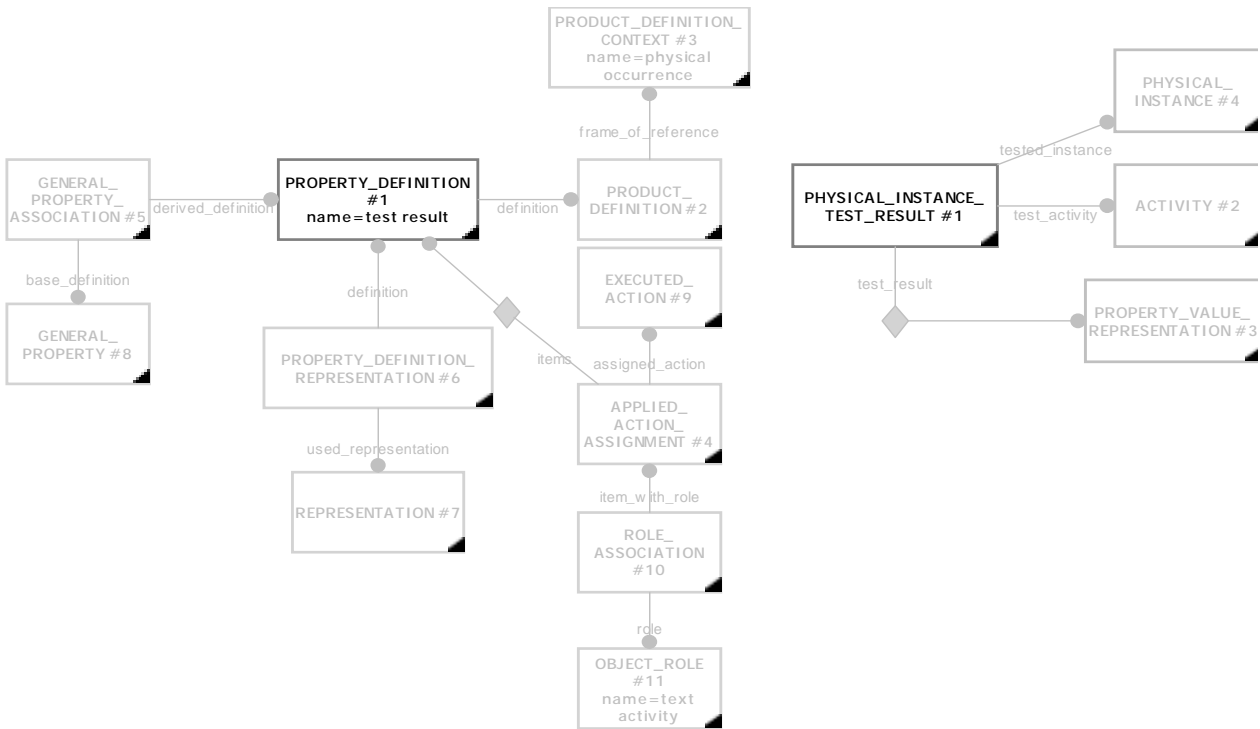 PRODUCT_DEFINITION_
CONTEXT #3
name=physical
occurrence
frame_of_reference
GENERAL_
PROPERTY_
ASSOCIATION #5
derived_definition
PROPERTY_DEFINITION
#1
name=test result
definition
PRODUCT_
DEFINITION #2
base_definition
GENERAL_
PROPERTY #8
definition
EXECUTED_
ACTION #9
PROPERTY_DEFINITION_
REPRESENTATION #6
items
assigned_action
APPLIED_
ACTION_
ASSIGNMENT #4
used_representation
REPRESENTATION #7
item_with_role
ROLE_
ASSOCIATION
#10
role
OBJECT_ROLE
#11
name=text
activity
PHYSICAL_
INSTANCE #4
tested_instance
PHYSICAL_INSTANCE_
TEST_RESULT #1
test_activity
ACTIVITY #2
test_result
PROPERTY_VALUE_
REPRESENTATION #3